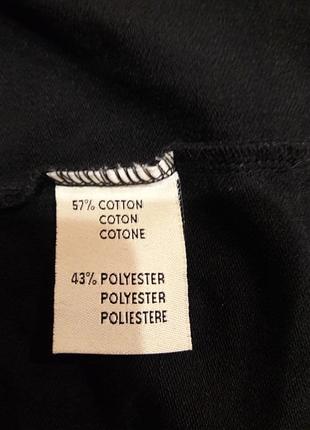 57% COTTON
COTON
COTONE
43% POLYESTER
POLYESTER
POLIESTERE